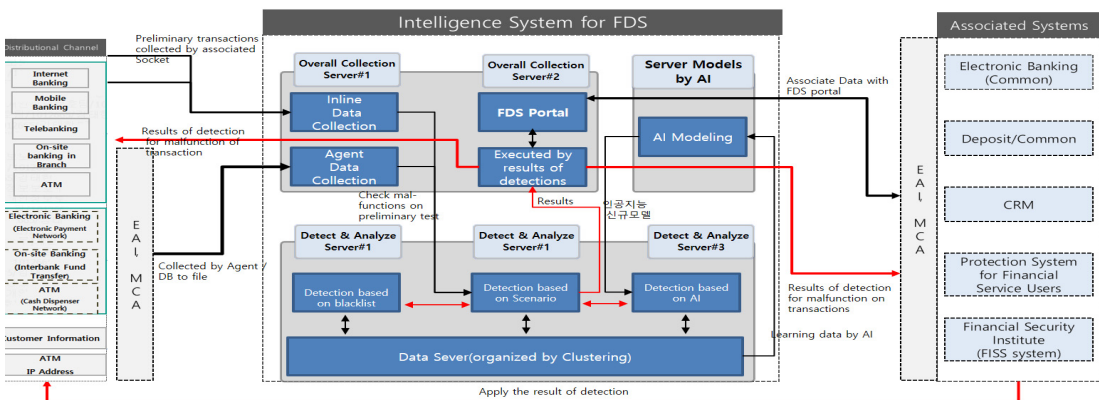 Intelligence System for FDS
Associated Systems
Distributional Channel
Internet
Banking
Mobile
Banking
Telebanking
On-site
banking in
Branch
ATM
Electronic Banking
(Electronic Payment
Network)
On-site Banking
(Interbank Fund
Transfer)
ATM
(Cash Dispenser
Network)
Customer Information
ATM
IP Address
EAI, MCA
Preliminary transactions
collected by associated
Socket
Results of detection
for malfunction of
transaction
Collected by Agent /
DB to file
Overall Collection
Server#1
Inline
Data
Collection
Agent
Data
Collection
Check mal-
functions on
preliminary test
Overall Collection
Server#2
FDS Portal
Executed by
results of
detections
Results
Server Models
by AI
AI Modeling
인공지능
신규모델
Detect & Analyze
Server#1
Detection based
on blacklist
Detect & Analyze
Server#1
Detection based
on Scenario
Detect & Analyze
Server#3
Detection based
on AI
Data Sever(organized by Clustering)
Learning data by AI
Apply the result of detection
Associate Data with
FDS portal
Results of detection
for malfunction on
transactions
EAI, MCA
Electronic Banking
(Common)
Deposit/Common
CRM
Protection System
for Financial
Service Users
Financial Security
Institute
(FISS system)